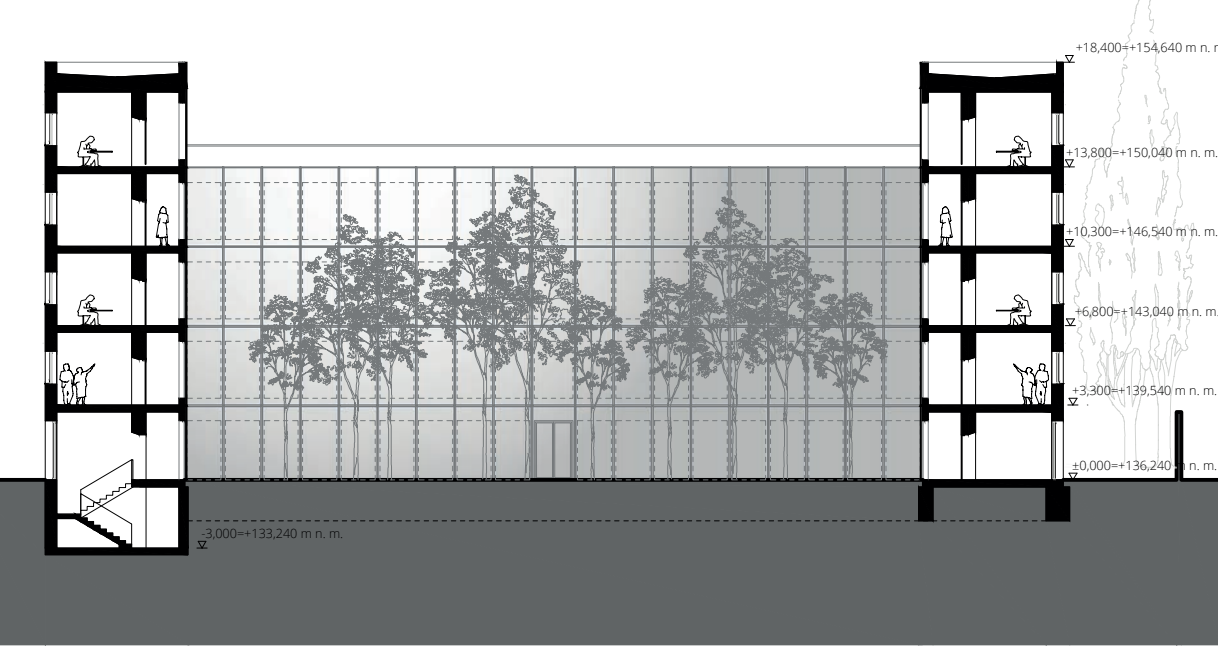 +18,400=+154,640 m n. m
+13,800=+150,040 m n. m.
+10,300=+146,540 m n. m.
+6,800=+143,040 m n. m.
+3,300=+139,540 m n. m.
±0,000=+136,240 m n. m.
-3,000=+133,240 m n. m.